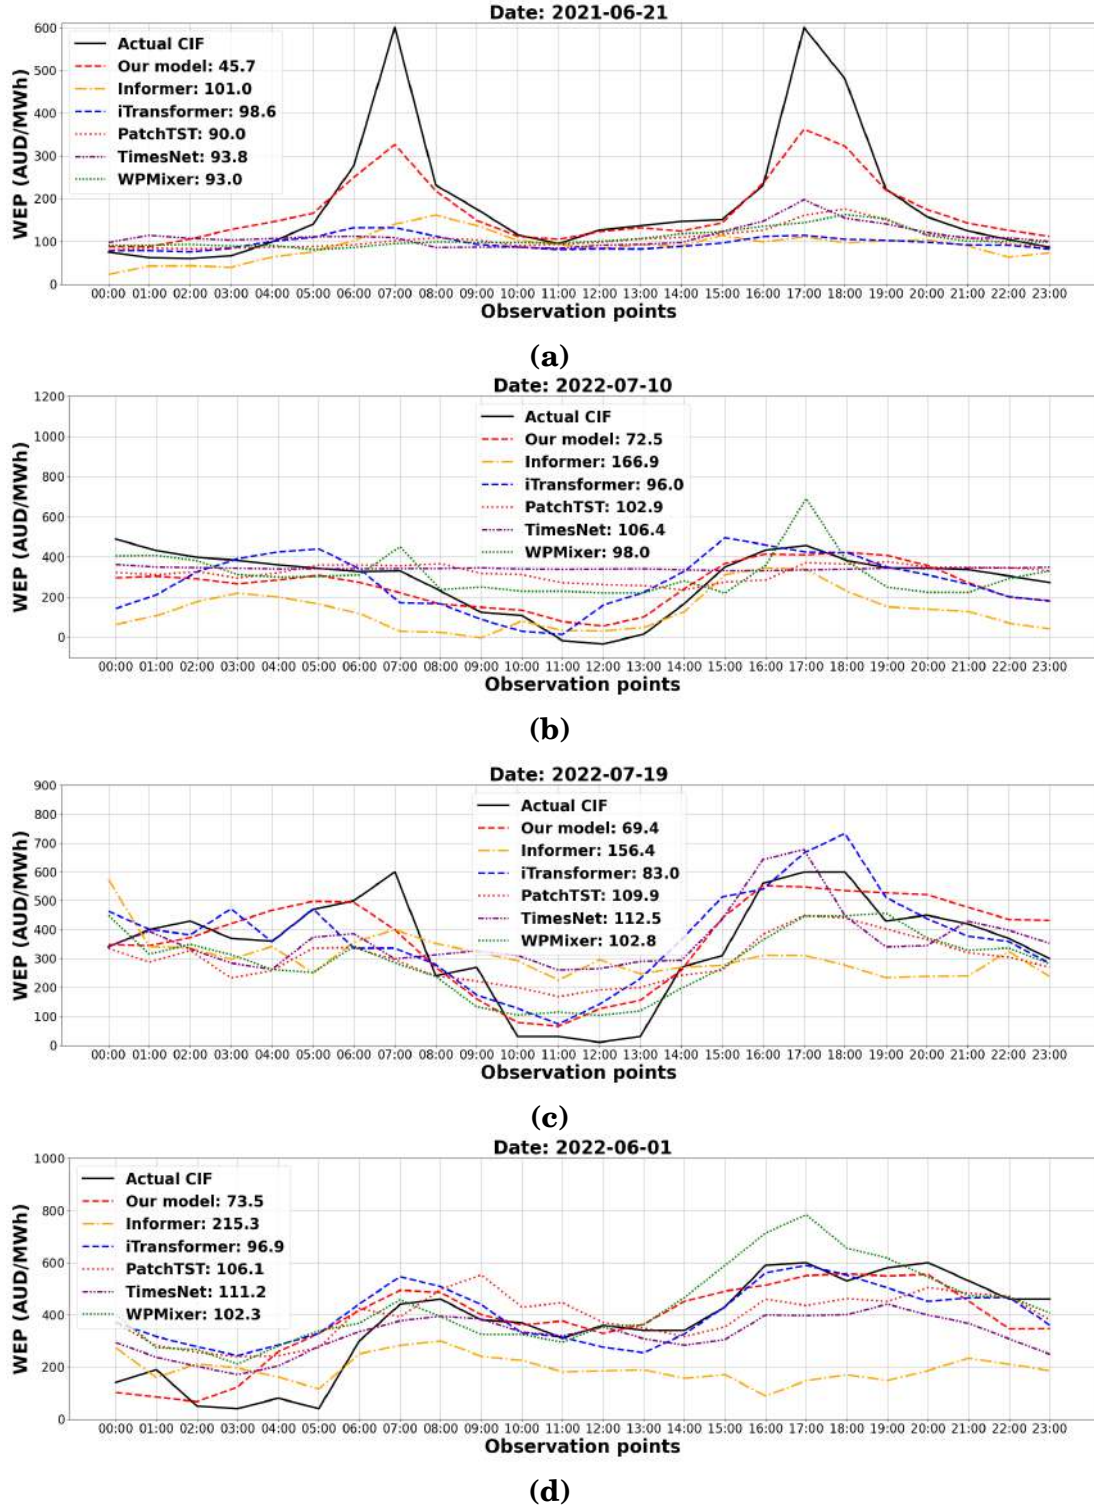 Date: 2021-06-21
WEP (AUD/MWh)
600
500
400
300
200
100
0
Actual CIF
Our model: 45.7
Informer: 101.0
iTransformer: 98.6
PatchTST: 90.0
TimesNet: 93.8
WPMixer: 93.0
00:00 01:00 02:00 03:00 04:00 05:00 06:00 07:00 08:00 09:00 10:00 11:00 12:00 13:00 14:00 15:00 16:00 17:00 18:00 19:00 20:00 21:00 22:00 23:00
Observation points
(a)
Date: 2022-07-10
WEP (AUD/MWh)
1200
1000
800
600
400
200
0
Actual CIF
Our model: 72.5
Informer: 166.9
iTransformer: 96.0
PatchTST: 102.9
TimesNet: 106.4
WPMixer: 98.0
00:00 01:00 02:00 03:00 04:00 05:00 06:00 07:00 08:00 09:00 10:00 11:00 12:00 13:00 14:00 15:00 16:00 17:00 18:00 19:00 20:00 21:00 22:00 23:00
Observation points
(b)
Date: 2022-07-19
WEP (AUD/MWh)
900
800
700
600
500
400
300
200
100
0
Actual CIF
Our model: 69.4
Informer: 156.4
iTransformer: 83.0
PatchTST: 109.9
TimesNet: 112.5
WPMixer: 102.8
00:00 01:00 02:00 03:00 04:00 05:00 06:00 07:00 08:00 09:00 10:00 11:00 12:00 13:00 14:00 15:00 16:00 17:00 18:00 19:00 20:00 21:00 22:00 23:00
Observation points
(c)
Date: 2022-06-01
WEP (AUD/MWh)
1000
800
600
400
200
0
Actual CIF
Our model: 73.5
Informer: 215.3
iTransformer: 96.9
PatchTST: 106.1
TimesNet: 111.2
WPMixer: 102.3
00:00 01:00 02:00 03:00 04:00 05:00 06:00 07:00 08:00 09:00 10:00 11:00 12:00 13:00 14:00 15:00 16:00 17:00 18:00 19:00 20:00 21:00 22:00 23:00
Observation points
(d)